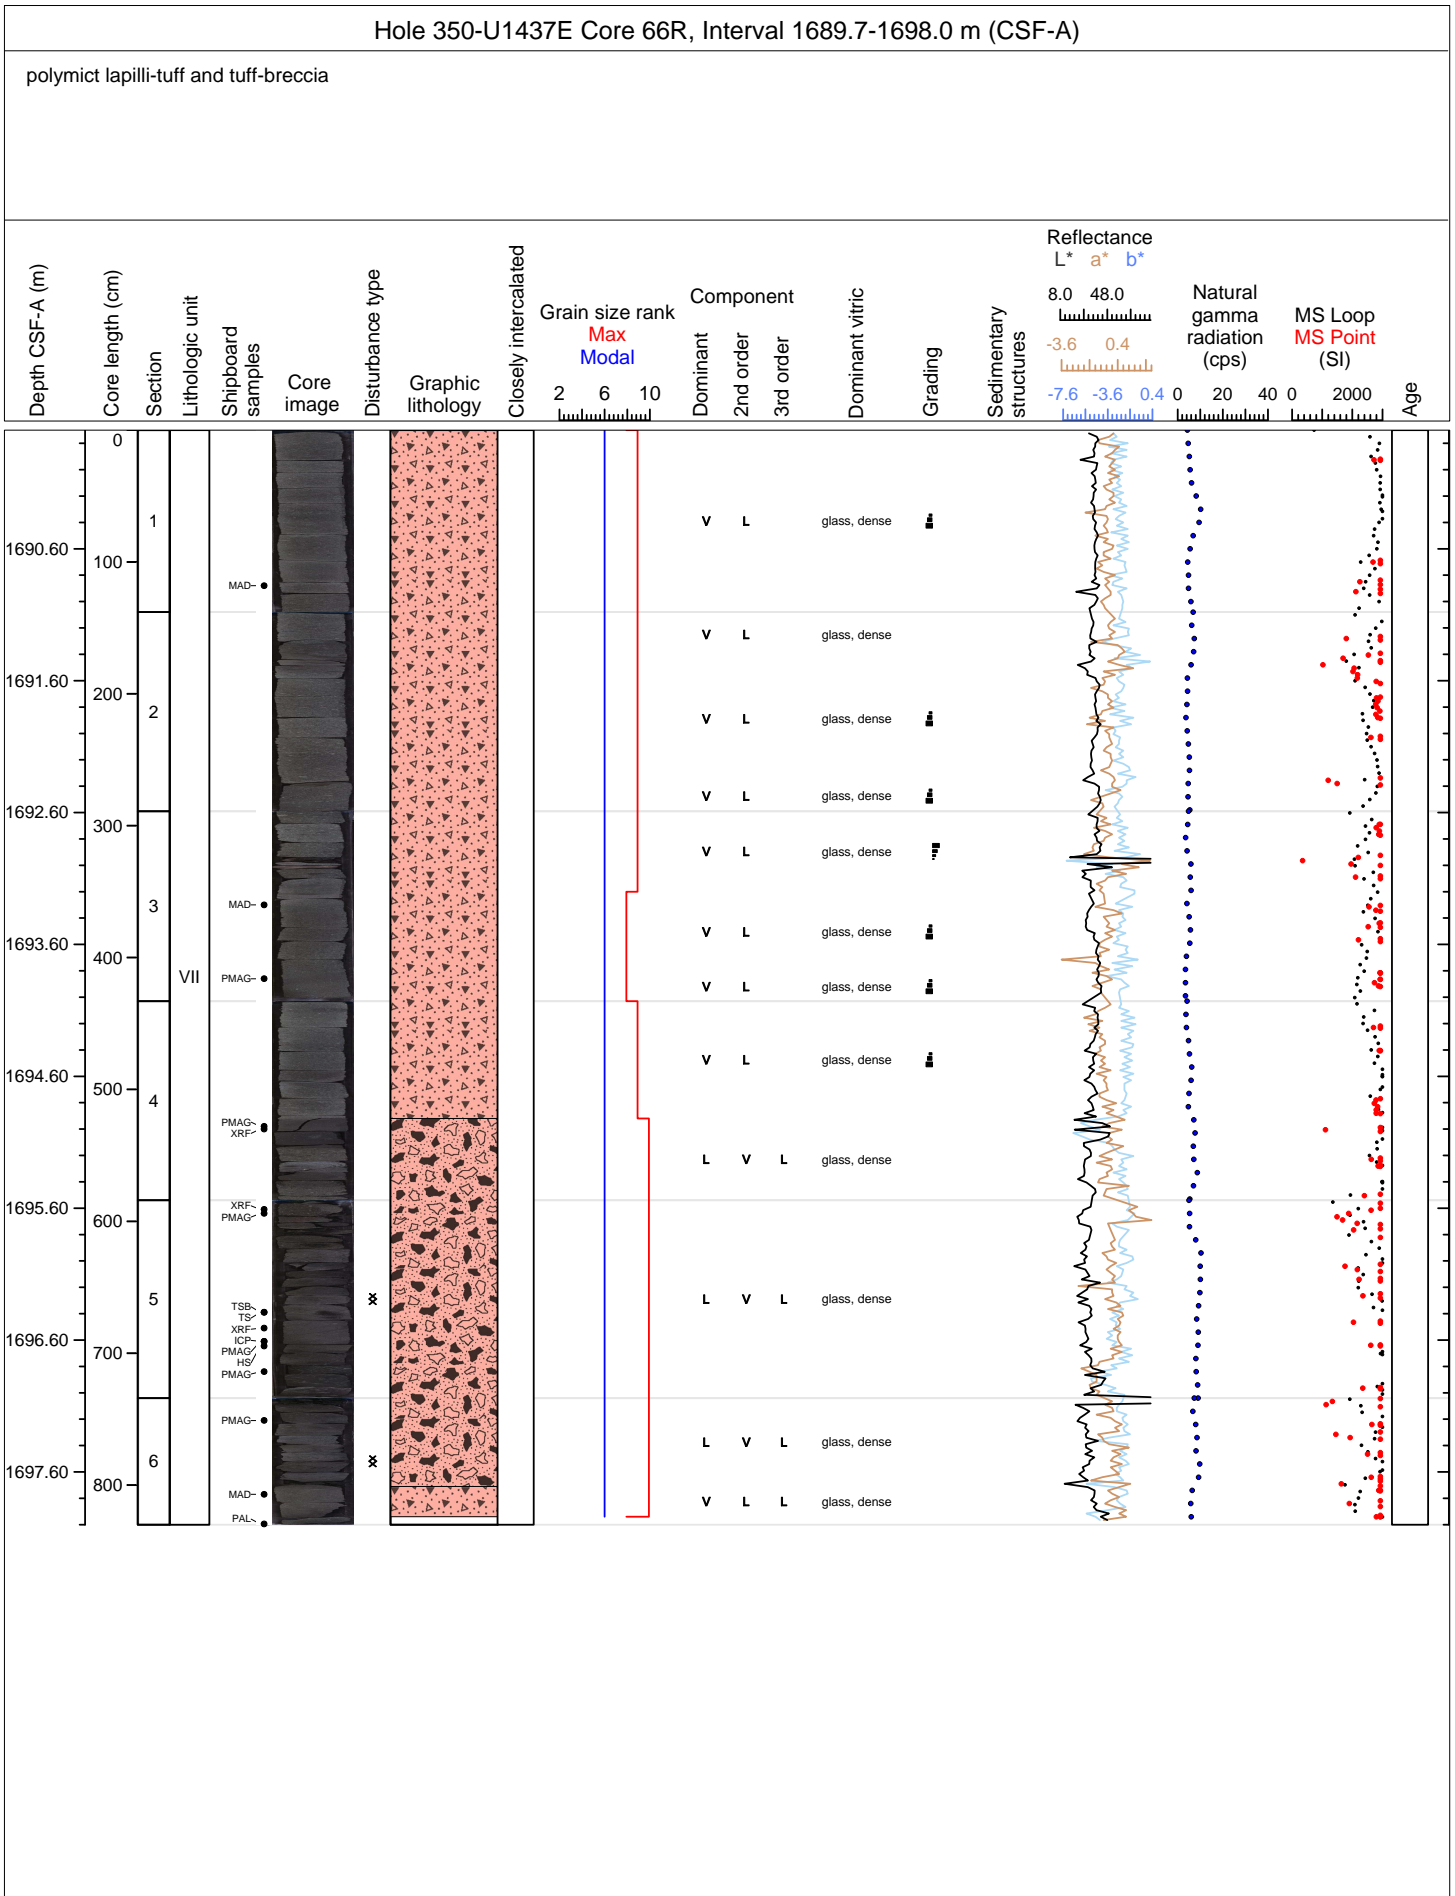 Hole 350-U1437E Core 66R, Interval 1689.7-1698.0 m (CSF-A)
polymict lapilli-tuff and tuff-breccia
Depth CSF-A (m)
Core length (cm)
Section
Lithologic unit
Shipboard
samples
Core
image
Disturbance type
Graphic
lithology
Closely intercalated
Grain size rank
Max
Modal
2 6 10
Component
Dominant
2nd order
3rd order
Dominant vitric
Grading
Sedimentary
structures
Reflectance
L* a* b*
8.0 48.0
-3.6 0.4
-7.6 -3.6 0.4
Natural
gamma
radiation
(cps)
0 20 40
MS Loop
MS Point
(SI)
0 2000
Age
0
1 V L glass, dense
1690.60
100
MAD
V L glass, dense
1691.60
200
2 V L glass, dense
V L glass, dense
1692.60
300
V L glass, dense
3 MAD
V L glass, dense
1693.60
400
VII PMAG
V L glass, dense
V L glass, dense
1694.60
500
4
PMAG
XRF
L V L glass, dense
1695.60
XRF
600
PMAG
5 L V L glass, dense
TSB
TS
XRF
1696.60
ICP
PMAG
700
HS
PMAG
PMAG
L V L glass, dense
6
1697.60
800
MAD
V L L glass, dense
PAL